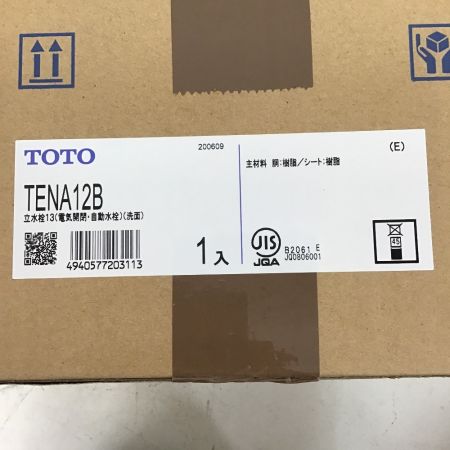 TOTO
200609
TENA12B
立水栓13(電気開閉・自動水栓)(洗面)
4940577203113
1入
主材料 胴:樹脂/シート:樹脂
(E)
JIS
JQA
B2061 E
JQ0806001
45